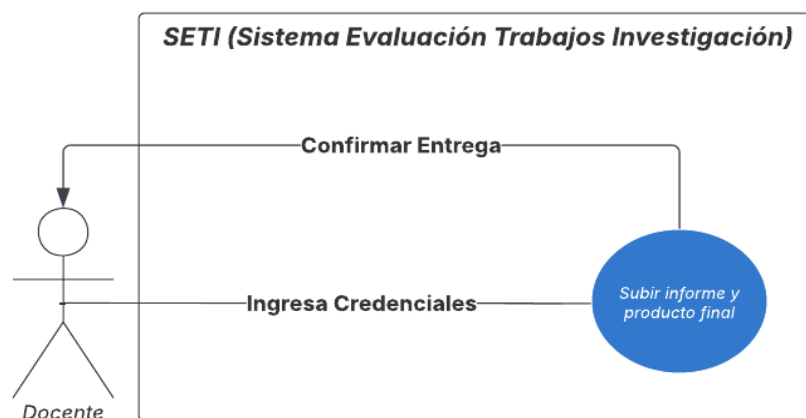 SETI (Sistema Evaluación Trabajos Investigación)
Confirmar Entrega
Ingresa Credenciales
Subir informe y
producto final
Docente